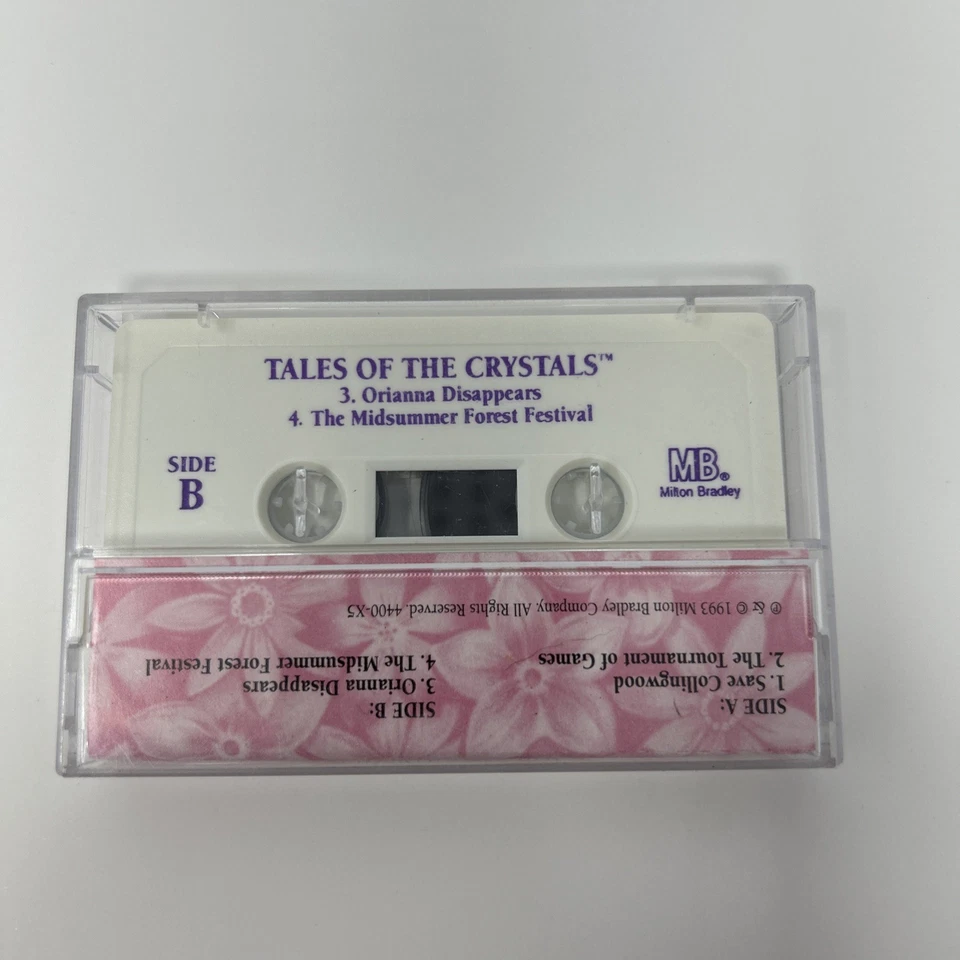 TALES OF THE CRYSTALS™
3. Orianna Disappears
4. The Midsummer Forest Festival
SIDE
B
MB®
Milton Bradley
SIDE A:
1. Save Collingwood
2. The Tournament of Games
SIDE B:
3. Orianna Disappears
4. The Midsummer Forest Festival
℗ & © 1993 Milton Bradley Company, All Rights Reserved. 4400-X5